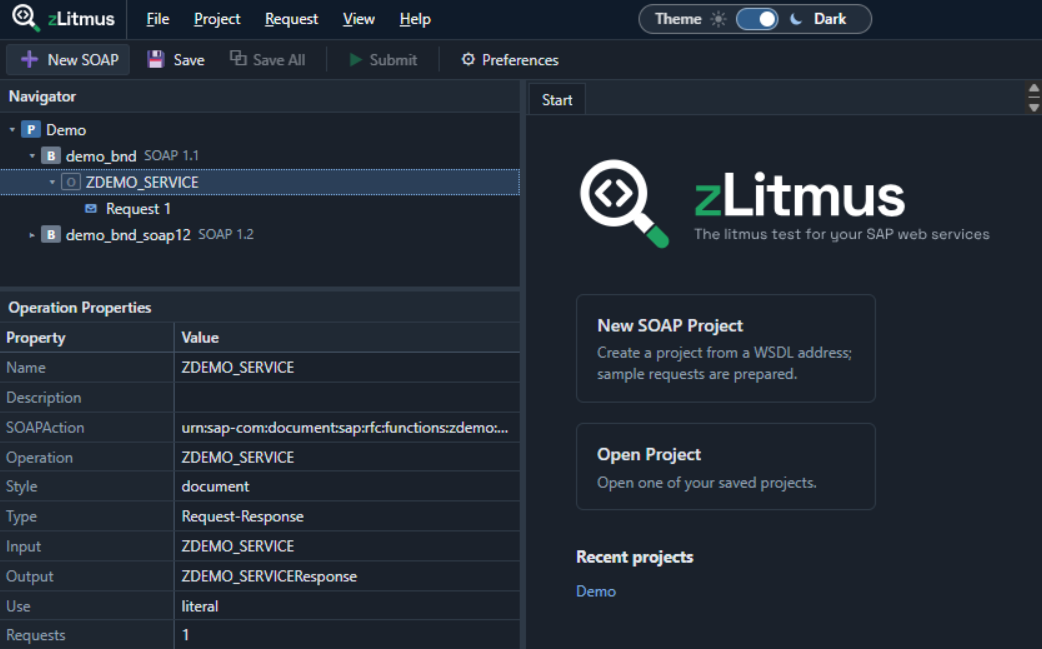 zLitmus File Project Request View Help Theme Dark
New SOAP Save Save All Submit Preferences
Navigator
P Demo
B demo_bnd SOAP 1.1
O ZDEMO_SERVICE
Request 1
B demo_bnd_soap12 SOAP 1.2
Operation Properties
Property Value
Name ZDEMO_SERVICE
Description
SOAPAction urn:sap-com:document:sap:rfc:functions:zdemo:...
Operation ZDEMO_SERVICE
Style document
Type Request-Response
Input ZDEMO_SERVICE
Output ZDEMO_SERVICEResponse
Use literal
Requests 1
Start
zLitmus
The litmus test for your SAP web services
New SOAP Project
Create a project from a WSDL address;
sample requests are prepared.
Open Project
Open one of your saved projects.
Recent projects
Demo